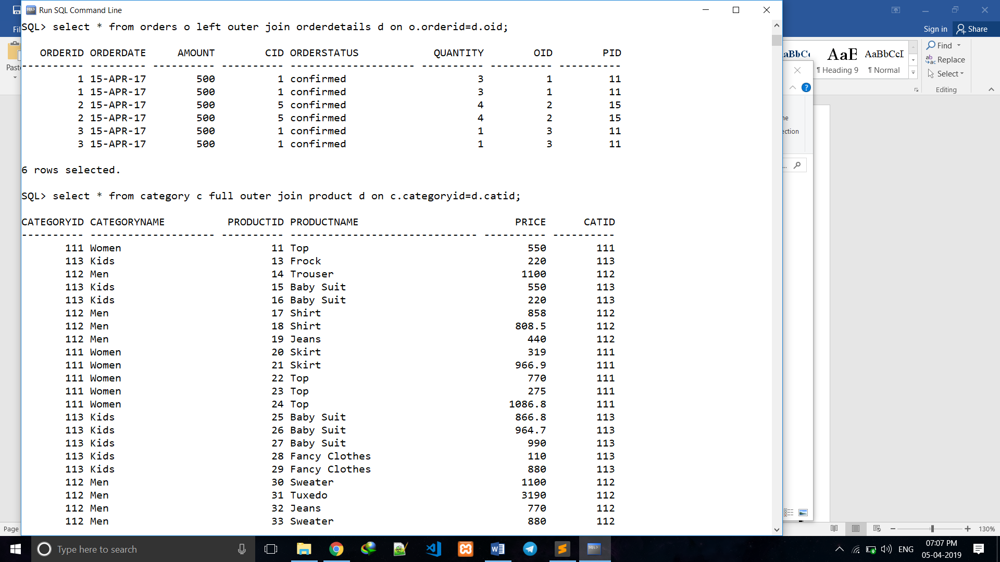 Run SQL Command Line
SQL> select * from orders o left outer join orderdetails d on o.orderid=d.oid;
ORDERID ORDERDATE AMOUNT CID ORDERSTATUS QUANTITY OID PID
---------- --------- ---------- ---------- -------------------- ---------- ---------- ----------
1 15-APR-17 500 1 confirmed 3 1 11
1 15-APR-17 500 1 confirmed 3 1 11
2 15-APR-17 500 5 confirmed 4 2 15
2 15-APR-17 500 5 confirmed 4 2 15
3 15-APR-17 500 1 confirmed 1 3 11
3 15-APR-17 500 1 confirmed 1 3 11
6 rows selected.
SQL> select * from category c full outer join product d on c.categoryid=d.catid;
CATEGORYID CATEGORYNAME PRODUCTID PRODUCTNAME PRICE CATID
---------- -------------------- ---------- ------------------------------ ---------- ----------
111 Women 11 Top 550 111
113 Kids 13 Frock 220 113
112 Men 14 Trouser 1100 112
113 Kids 15 Baby Suit 550 113
113 Kids 16 Baby Suit 220 113
112 Men 17 Shirt 858 112
112 Men 18 Shirt 808.5 112
112 Men 19 Jeans 440 112
111 Women 20 Skirt 319 111
111 Women 21 Skirt 966.9 111
111 Women 22 Top 770 111
111 Women 23 Top 275 111
111 Women 24 Top 1086.8 111
113 Kids 25 Baby Suit 866.8 113
113 Kids 26 Baby Suit 964.7 113
113 Kids 27 Baby Suit 990 113
113 Kids 28 Fancy Clothes 110 113
113 Kids 29 Fancy Clothes 880 113
112 Men 30 Sweater 1100 112
112 Men 31 Tuxedo 3190 112
112 Men 32 Jeans 770 112
112 Men 33 Sweater 880 112
Sign in Share
AaB AaBbCcI
¶ Heading 9 ¶ Normal
Find
Replace
Select
Editing
Paste
Page
130%
Type here to search
ENG
07:07 PM
05-04-2019